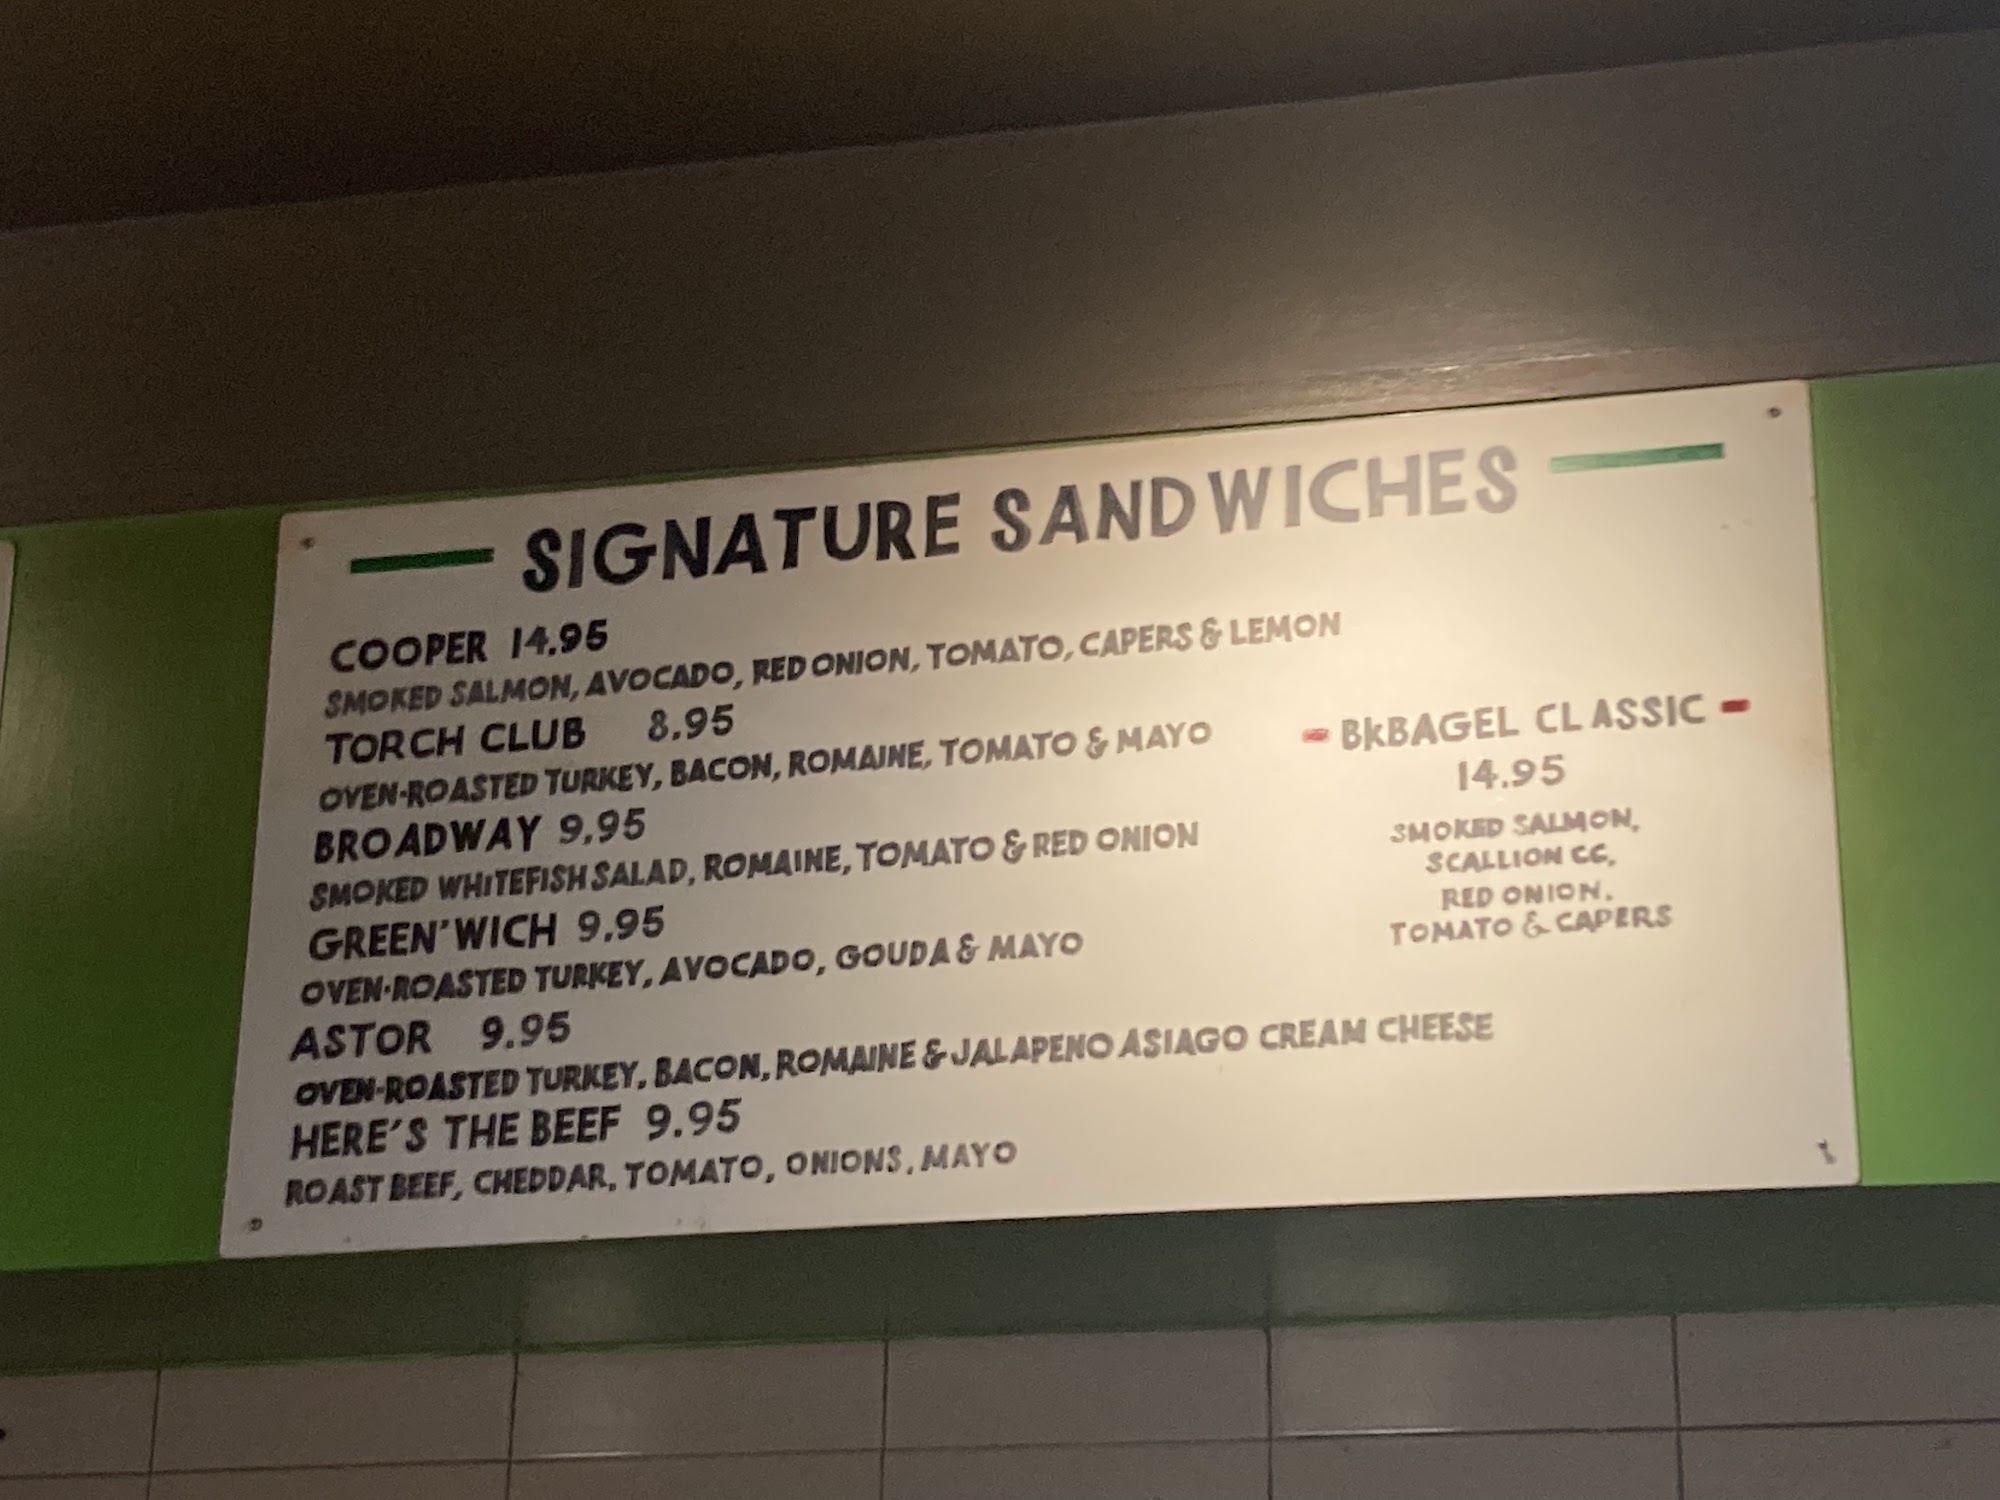 SIGNATURE SANDWICHES
COOPER 14.95
SMOKED SALMON, AVOCADO, RED ONION, TOMATO, CAPERS & LEMON
TORCH CLUB 8.95
OVEN-ROASTED TURKEY, BACON, ROMAINE, TOMATO & MAYO
BROADWAY 9.95
SMOKED WHITEFISH SALAD, ROMAINE, TOMATO & RED ONION
GREEN'WICH 9.95
OVEN-ROASTED TURKEY, AVOCADO, GOUDA & MAYO
ASTOR 9.95
OVEN-ROASTED TURKEY, BACON, ROMAINE & JALAPENO ASIAGO CREAM CHEESE
HERE'S THE BEEF 9.95
ROAST BEEF, CHEDDAR, TOMATO, ONIONS, MAYO
BKBAGEL CLASSIC
14.95
SMOKED SALMON,
SCALLION CC,
RED ONION,
TOMATO & CAPERS